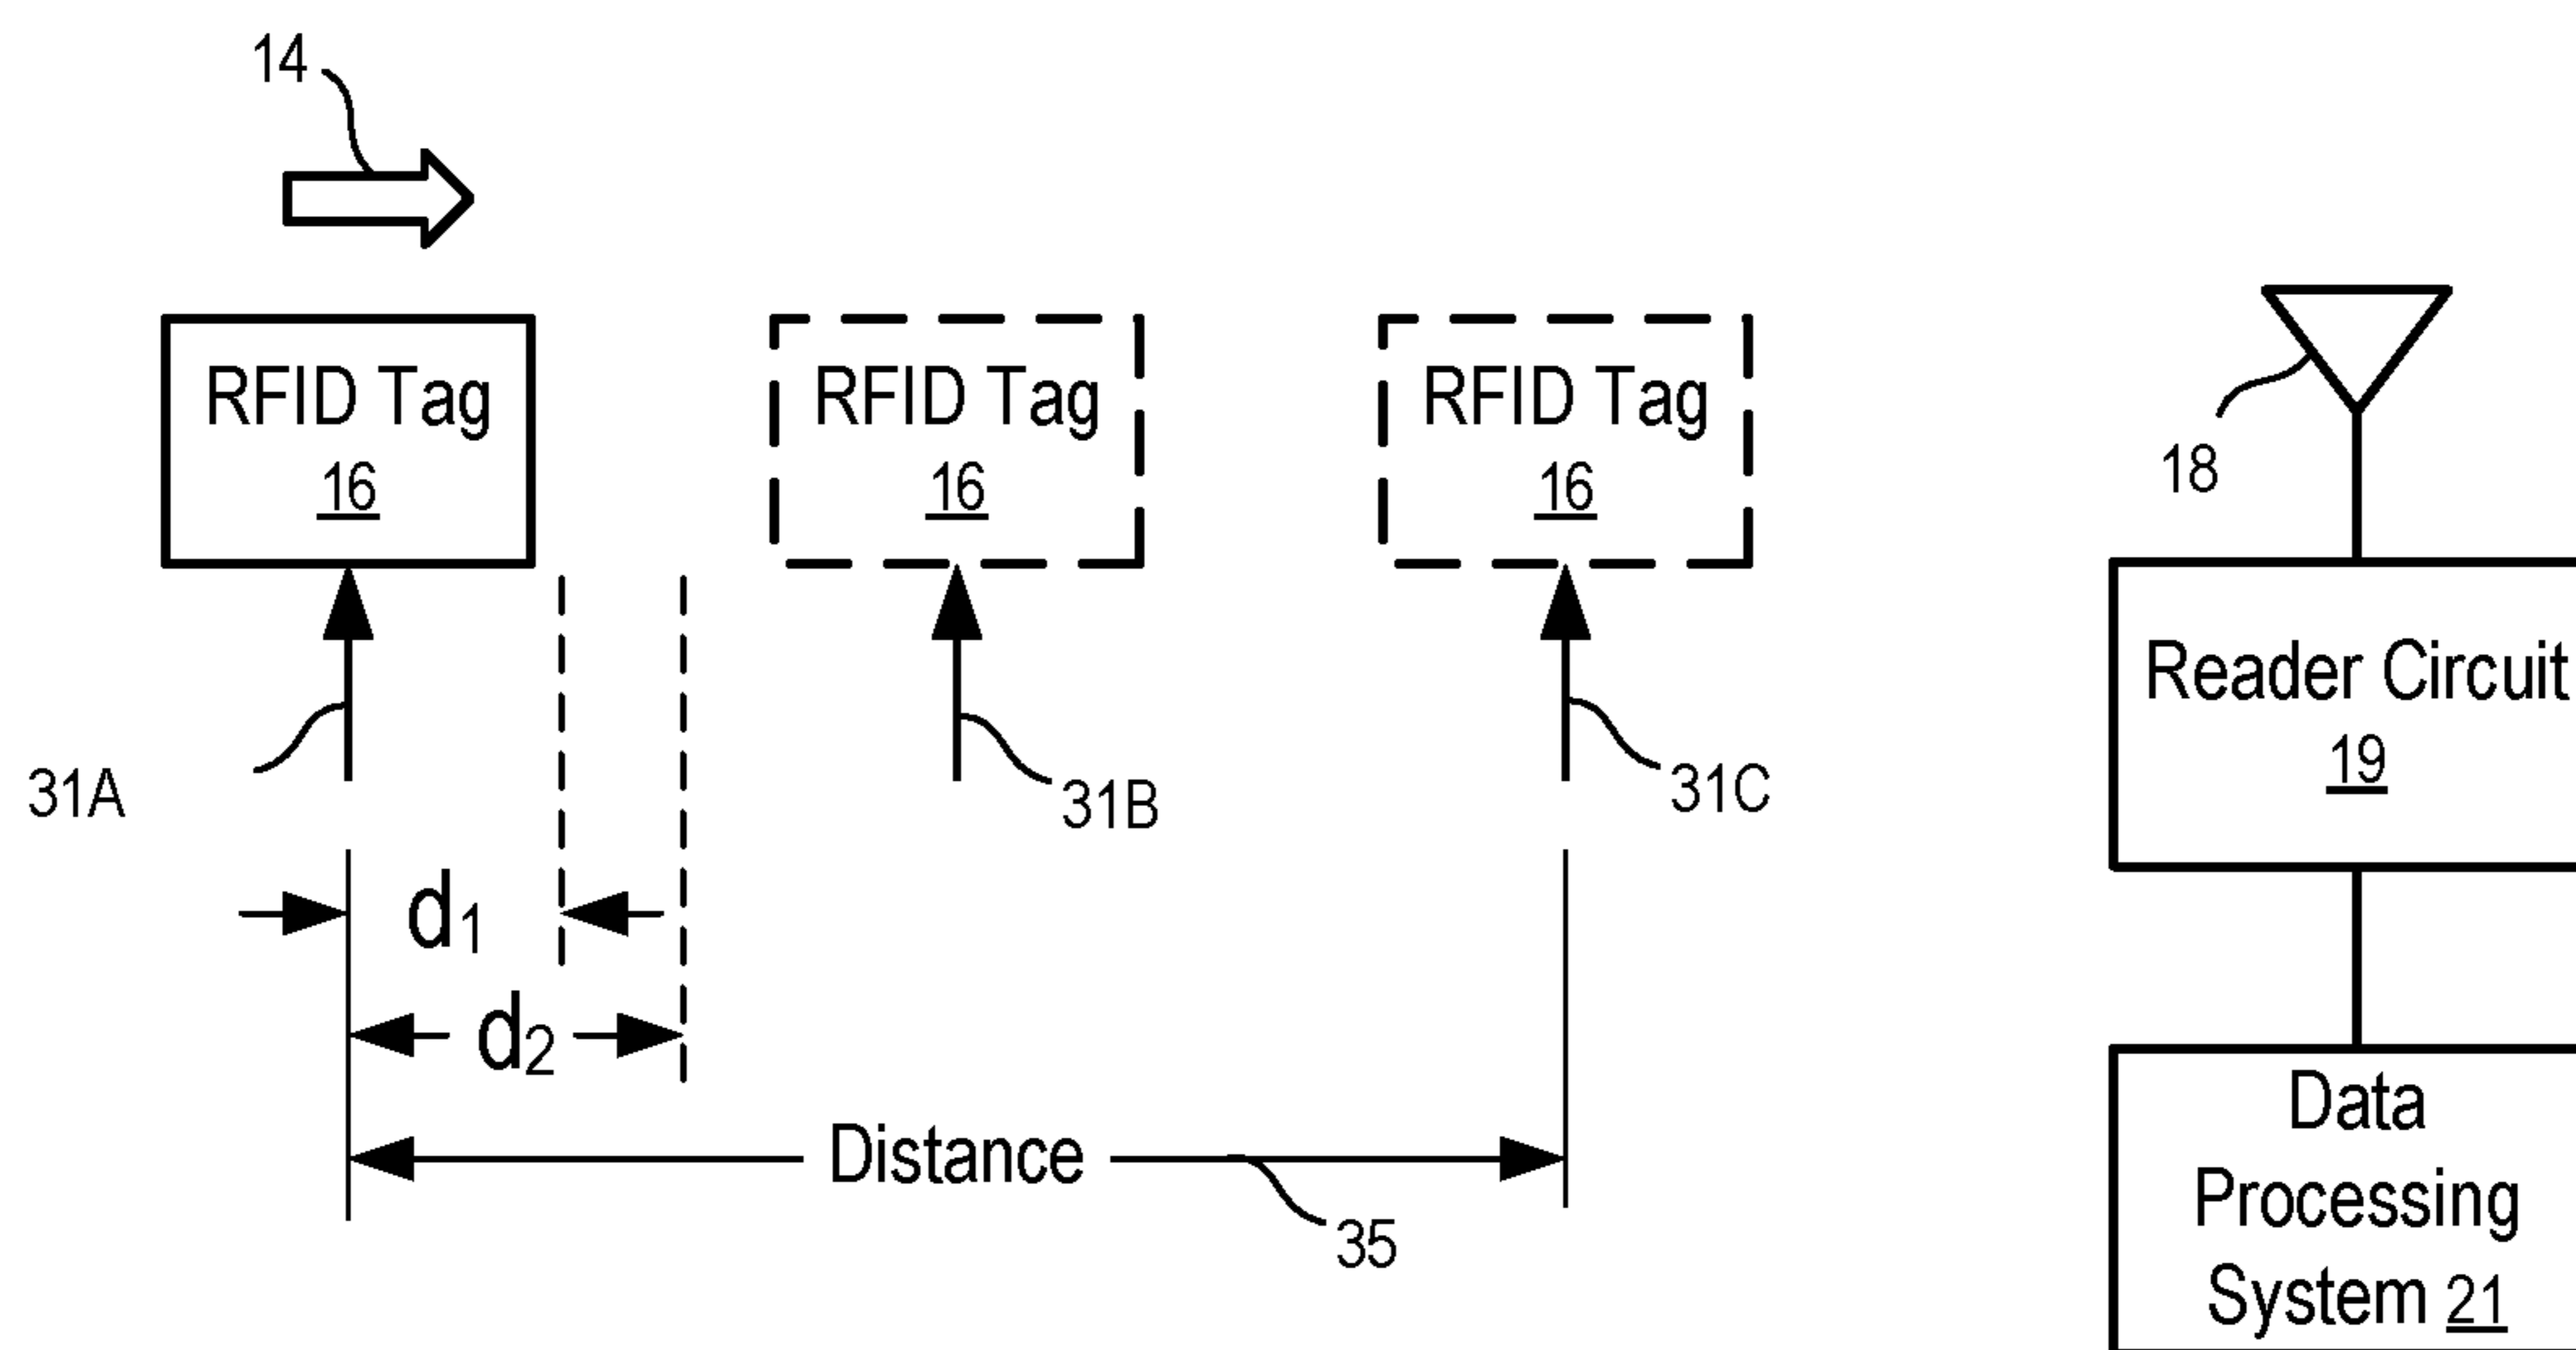 14
RFID Tag
16
RFID Tag
16
RFID Tag
16
18
Reader Circuit
19
31A
31B
31C
d1
d2
Distance
35
Data
Processing
System 21